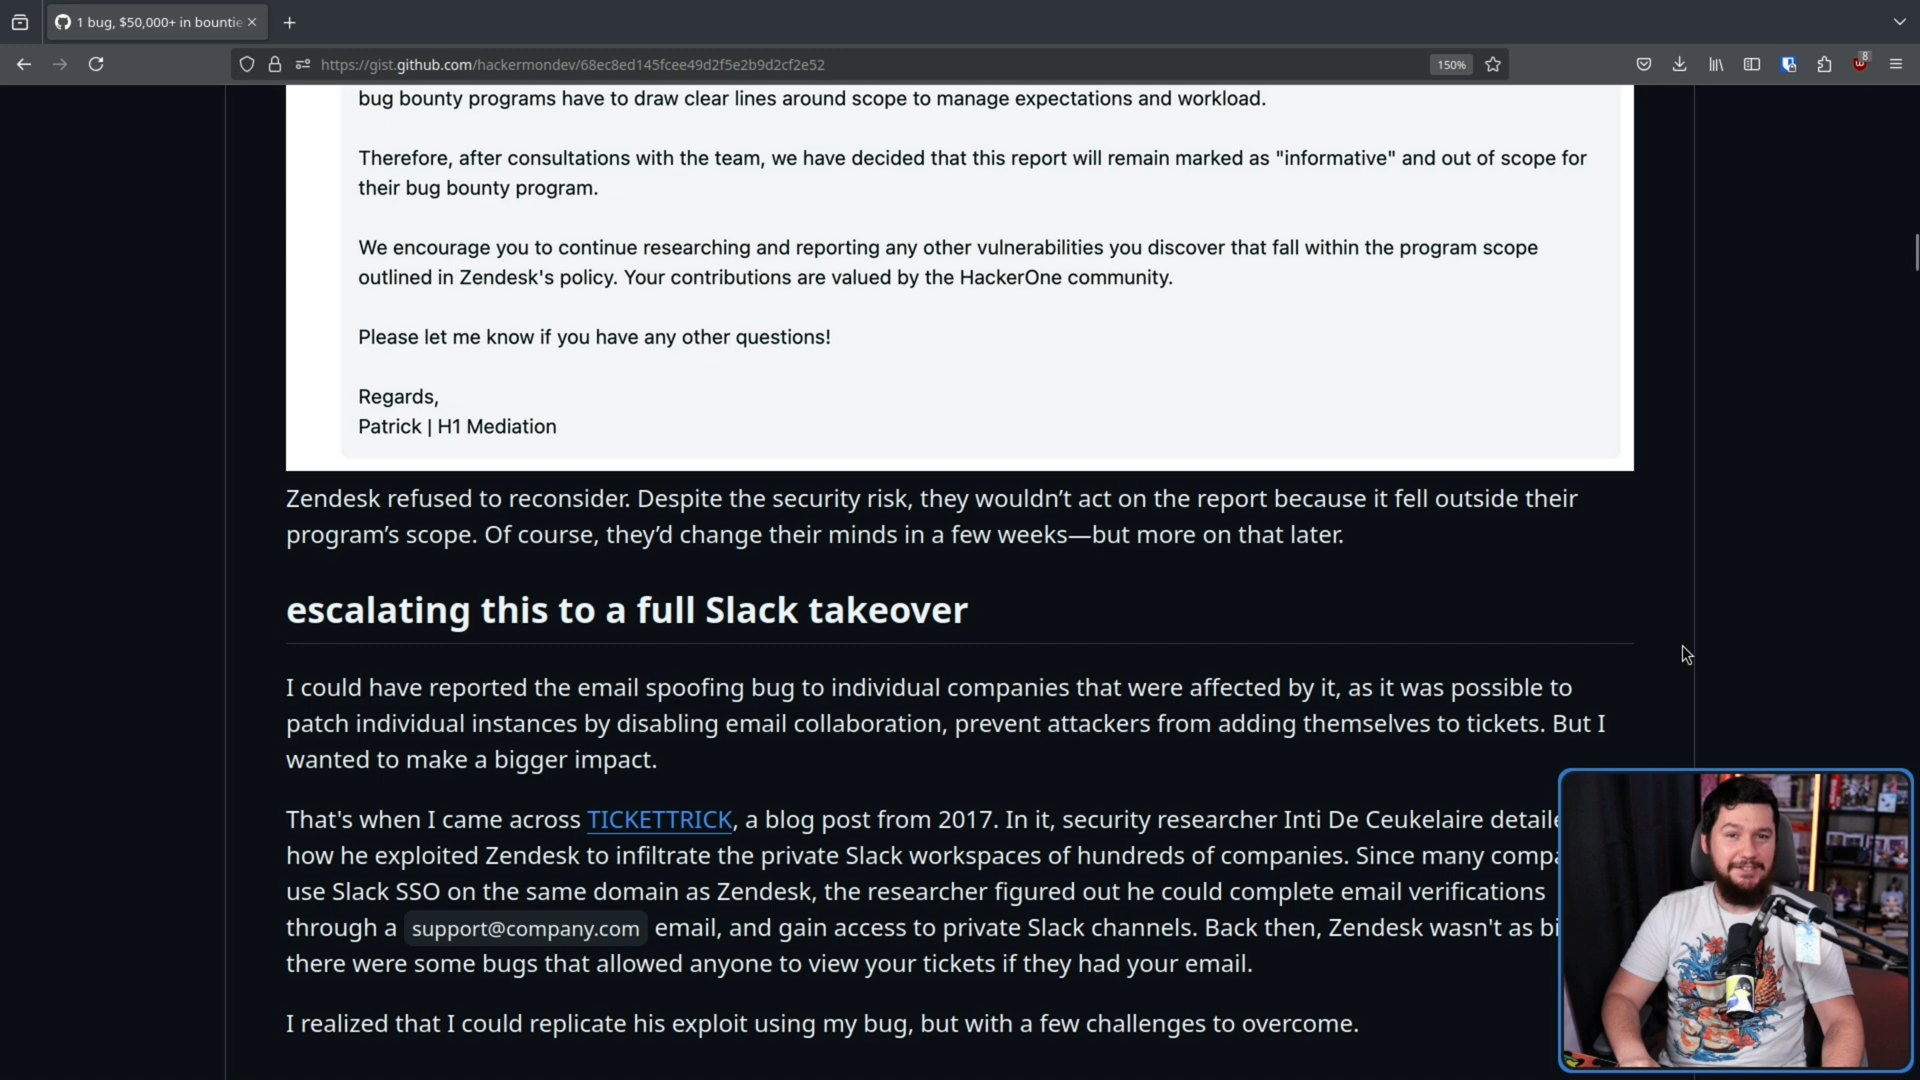 1 bug, $50,000+ in bountie
https://gist.github.com/hackermondev/68ec8ed145fcee49d2f5e2b9d2cf2e52
150%
8
bug bounty programs have to draw clear lines around scope to manage expectations and workload.
Therefore, after consultations with the team, we have decided that this report will remain marked as "informative" and out of scope for
their bug bounty program.
We encourage you to continue researching and reporting any other vulnerabilities you discover that fall within the program scope
outlined in Zendesk's policy. Your contributions are valued by the HackerOne community.
Please let me know if you have any other questions!
Regards,
Patrick | H1 Mediation
Zendesk refused to reconsider. Despite the security risk, they wouldn’t act on the report because it fell outside their
program’s scope. Of course, they’d change their minds in a few weeks—but more on that later.
escalating this to a full Slack takeover
I could have reported the email spoofing bug to individual companies that were affected by it, as it was possible to
patch individual instances by disabling email collaboration, prevent attackers from adding themselves to tickets. But I
wanted to make a bigger impact.
That's when I came across TICKETTRICK, a blog post from 2017. In it, security researcher Inti De Ceukelaire detaile
how he exploited Zendesk to infiltrate the private Slack workspaces of hundreds of companies. Since many compa
use Slack SSO on the same domain as Zendesk, the researcher figured out he could complete email verifications
through a support@company.com email, and gain access to private Slack channels. Back then, Zendesk wasn't as bi
there were some bugs that allowed anyone to view your tickets if they had your email.
I realized that I could replicate his exploit using my bug, but with a few challenges to overcome.